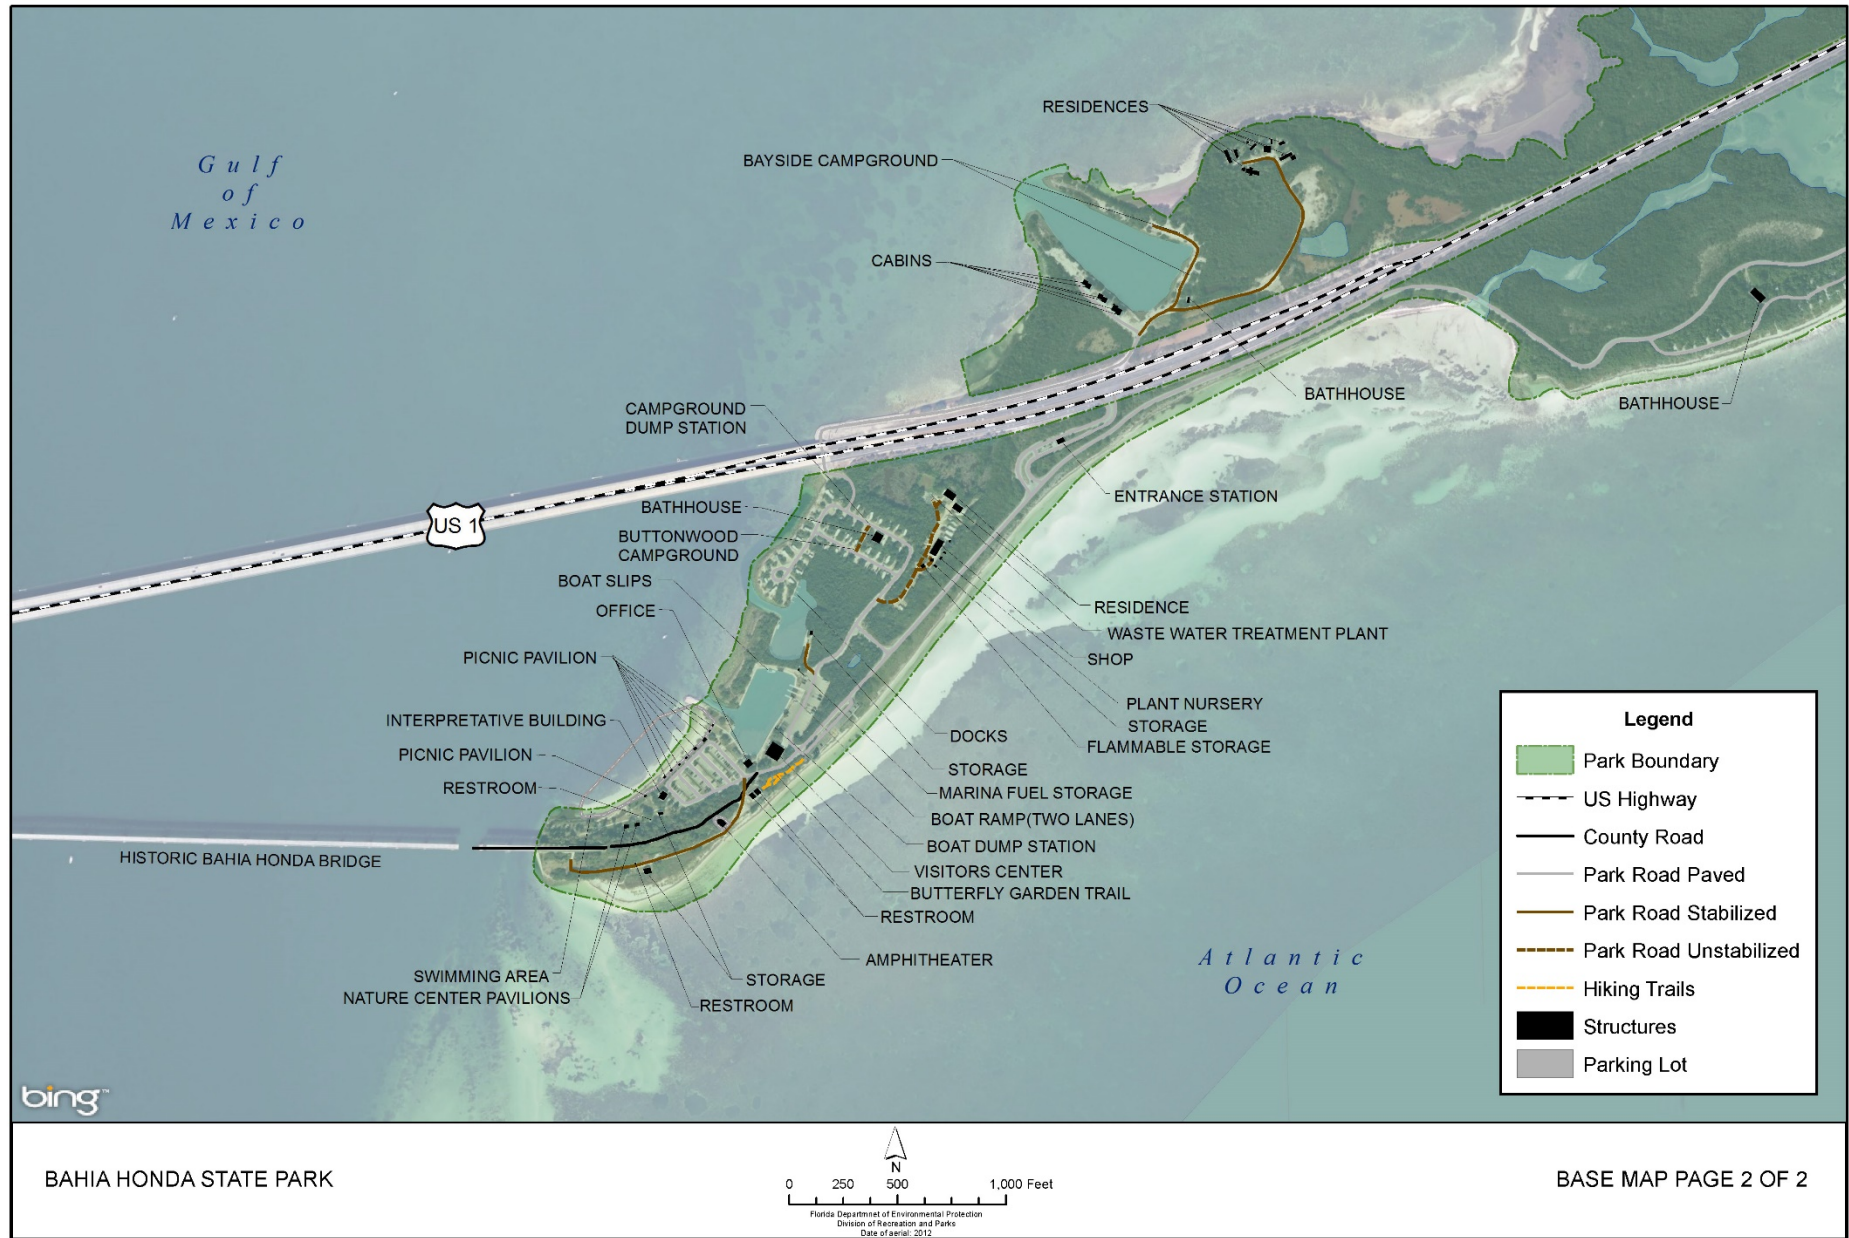 RESIDENCES
BAYSIDE CAMPGROUND
Gulf
of
Mexico
CABINS
BATHHOUSE
BATHHOUSE
CAMPGROUND
DUMP STATION
ENTRANCE STATION
BATHHOUSE
US 1
BUTTONWOOD
CAMPGROUND
BOAT SLIPS
OFFICE
RESIDENCE
WASTE WATER TREATMENT PLANT
SHOP
PICNIC PAVILION
PLANT NURSERY
STORAGE
FLAMMABLE STORAGE
INTERPRETATIVE BUILDING
DOCKS
PICNIC PAVILION
STORAGE
RESTROOM
MARINA FUEL STORAGE
BOAT RAMP(TWO LANES)
BOAT DUMP STATION
HISTORIC BAHIA HONDA BRIDGE
VISITORS CENTER
BUTTERFLY GARDEN TRAIL
RESTROOM
AMPHITHEATER
SWIMMING AREA
STORAGE
NATURE CENTER PAVILIONS
RESTROOM
Atlantic
Ocean
Legend
Park Boundary
US Highway
County Road
Park Road Paved
Park Road Stabilized
Park Road Unstabilized
Hiking Trails
Structures
Parking Lot
bing™
BAHIA HONDA STATE PARK
N
0 250 500 1,000 Feet
Florida Departmnet of Environmental Protection
Division of Recreation and Parks
Date of aerial: 2012
BASE MAP PAGE 2 OF 2